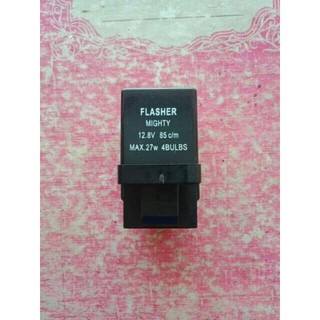 FLASHER
MIGHTY
12.8V 85 c/m
MAX.27w 4BULBS